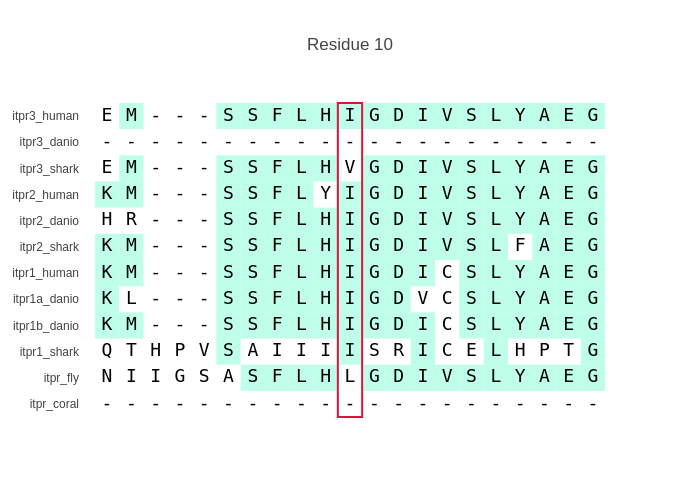 Residue 10
itpr3_human E M - - - S S F L H I G D I V S L Y A E G
itpr3_danio - - - - - - - - - - - - - - - - - - - - -
itpr3_shark E M - - - S S F L H V G D I V S L Y A E G
itpr2_human K M - - - S S F L Y I G D I V S L Y A E G
itpr2_danio H R - - - S S F L H I G D I V S L Y A E G
itpr2_shark K M - - - S S F L H I G D I V S L F A E G
itpr1_human K M - - - S S F L H I G D I C S L Y A E G
itpr1a_danio K L - - - S S F L H I G D V C S L Y A E G
itpr1b_danio K M - - - S S F L H I G D I C S L Y A E G
itpr1_shark Q T H P V S A I I I I S R I C E L H P T G
itpr_fly N I I G S A S F L H L G D I V S L Y A E G
itpr_coral - - - - - - - - - - - - - - - - - - - - -